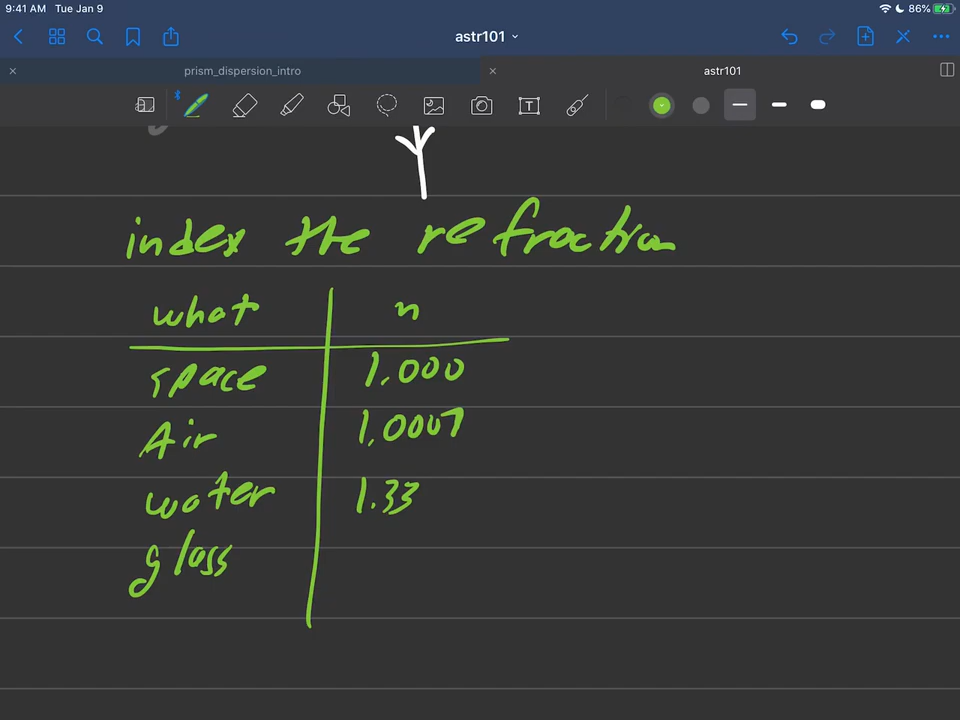 9:41 AM Tue Jan 9
86%
astr101
prism_dispersion_intro
astr101
T
index the refraction
what n
space 1.000
Air 1.0007
water 1.33
glass